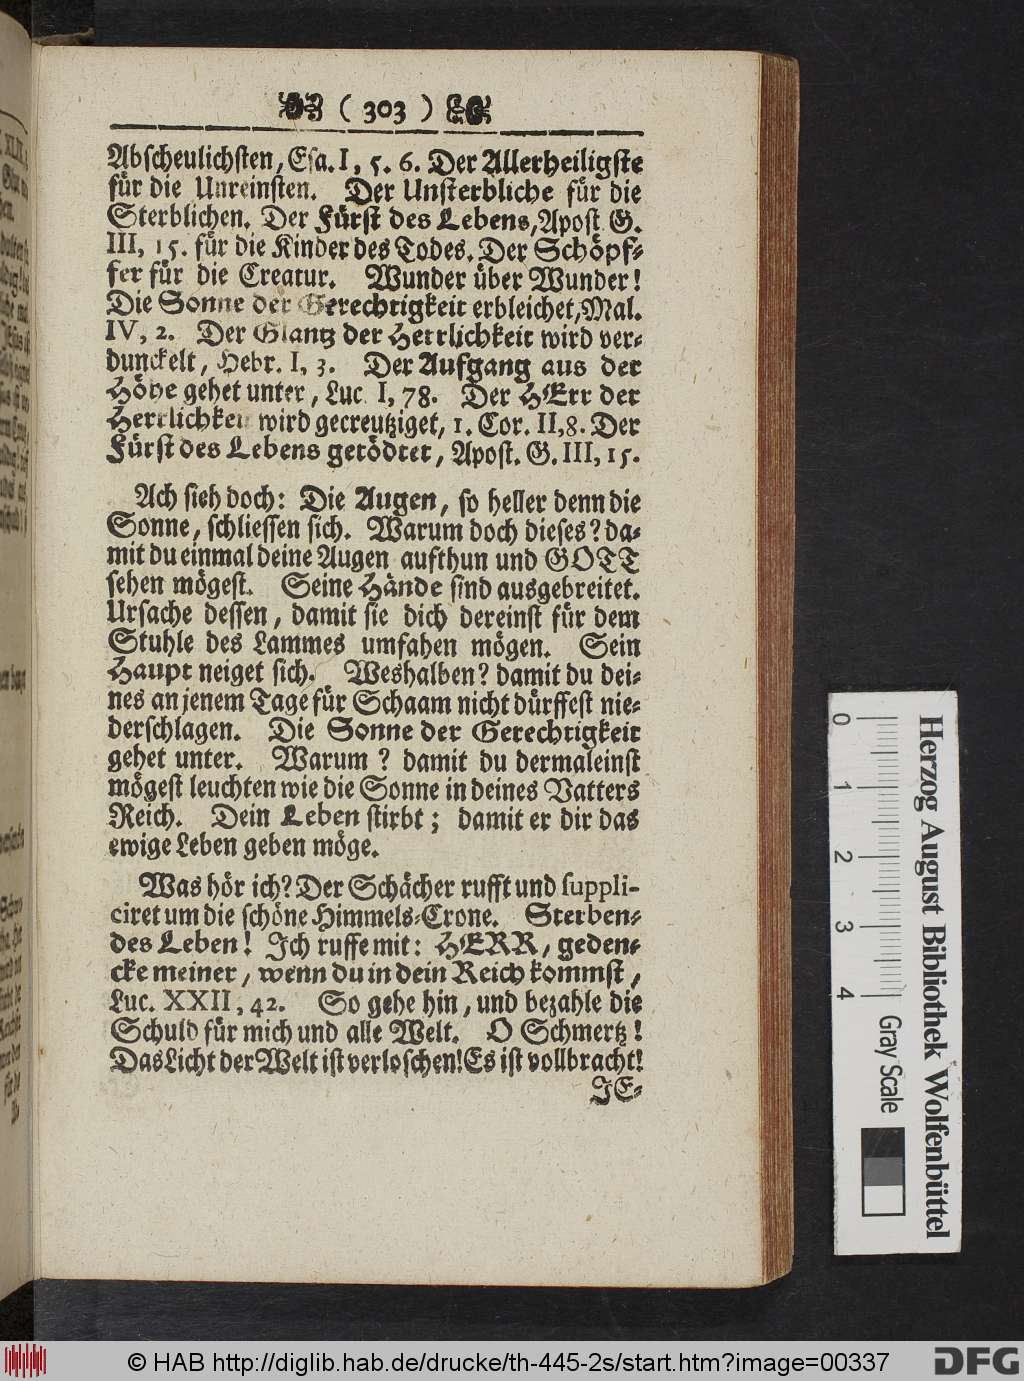 ( 303 )
Abscheulichsten, Esa. I, 5. 6. Der Allerheiligste
für die Unreinsten. Der Unsterbliche für die
Sterblichen. Der Fürst des Lebens, Apost. G.
III, 15. für die Kinder des Todes. Der Schöpf-
fer für die Creatur. Wunder über Wunder!
Die Sonne der Gerechtigkeit erbleichet, Mal.
IV, 2. Der Glantz der Herrlichkeit wird ver-
dunckelt, Hebr. I, 3. Der Aufgang aus der
Höhe gehet unter, Luc. I, 78. Der HErr der
Herrlichkeit wird gecreutziget, 1. Cor. II, 8. Der
Fürst des Lebens getödtet, Apost. G. III, 15.
Ach sieh doch: Die Augen, so heller denn die
Sonne, schliessen sich. Warum doch dieses? da-
mit du einmal deine Augen aufthun und GOTT
sehen mögest. Seine Hände sind ausgebreitet.
Ursache dessen, damit sie dich dereinst für dem
Stuhle des Lammes umfahen mögen. Sein
Haupt neiget sich. Weshalben? damit du dei-
nes an jenem Tage für Schaam nicht dürffest nie-
derschlagen. Die Sonne der Gerechtigkeit
gehet unter. Warum? damit du dermaleinst
mögest leuchten wie die Sonne in deines Vatters
Reich. Dein Leben stirbt; damit er dir das
ewige Leben geben möge.
Was hör ich? Der Schächer rufft und suppli-
ciret um die schöne Himmels-Crone. Sterben-
des Leben! Ich ruffe mit: HERR, geden-
cke meiner, wenn du in dein Reich kommst,
Luc. XXII, 42. So gehe hin, und bezahle die
Schuld für mich und alle Welt. O Schmertz!
Das Licht der Welt ist verloschen! Es ist vollbracht!
JE-
0 1 2 3 4
Gray Scale
Herzog August Bibliothek Wolfenbüttel
© HAB http://diglib.hab.de/drucke/th-445-2s/start.htm?image=00337
DFG